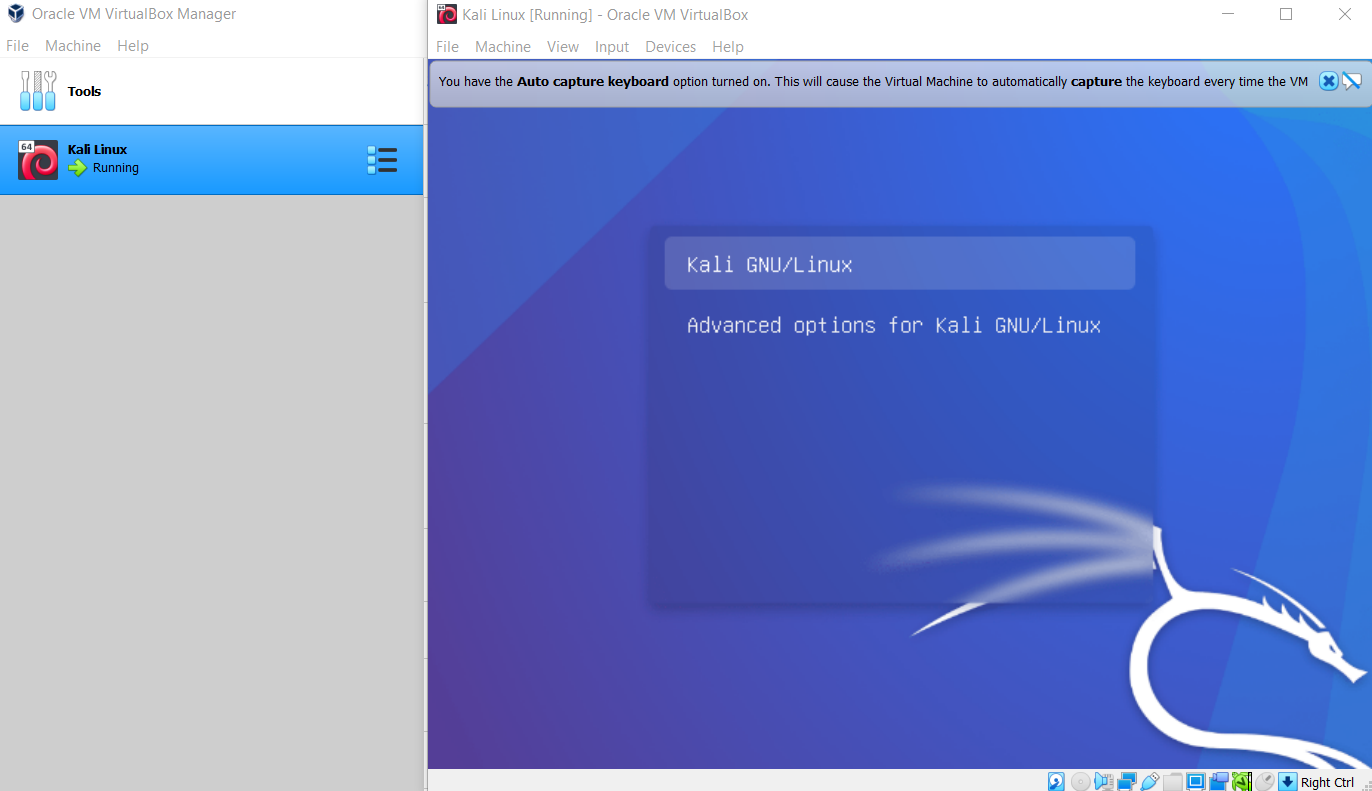 Oracle VM VirtualBox Manager
File Machine Help
Tools
64
Kali Linux
Running
Kali Linux [Running] - Oracle VM VirtualBox
File Machine View Input Devices Help
You have the Auto capture keyboard option turned on. This will cause the Virtual Machine to automatically capture the keyboard every time the VM
Kali GNU/Linux
Advanced options for Kali GNU/Linux
Right Ctrl